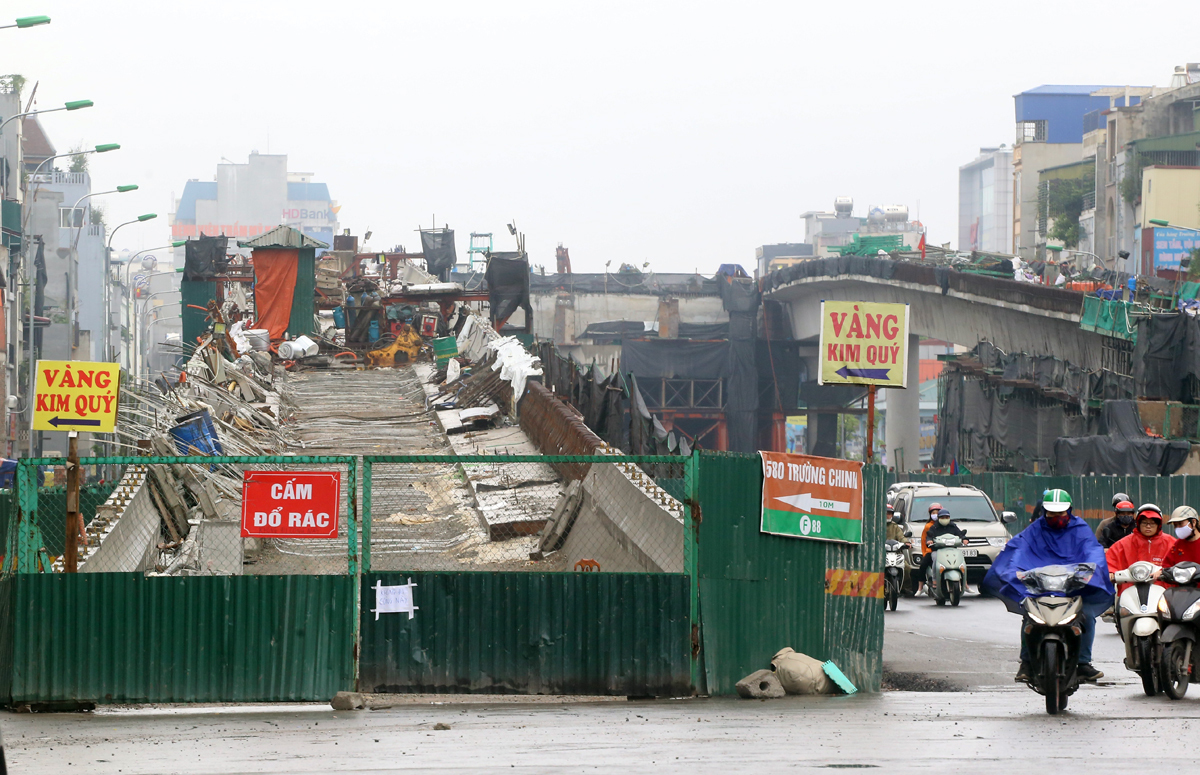 HDBank
VÀNG
KIM QUÝ
VÀNG
KIM QUÝ
CẤM
ĐỔ RÁC
580 TRƯỜNG CHINH
10M
F88